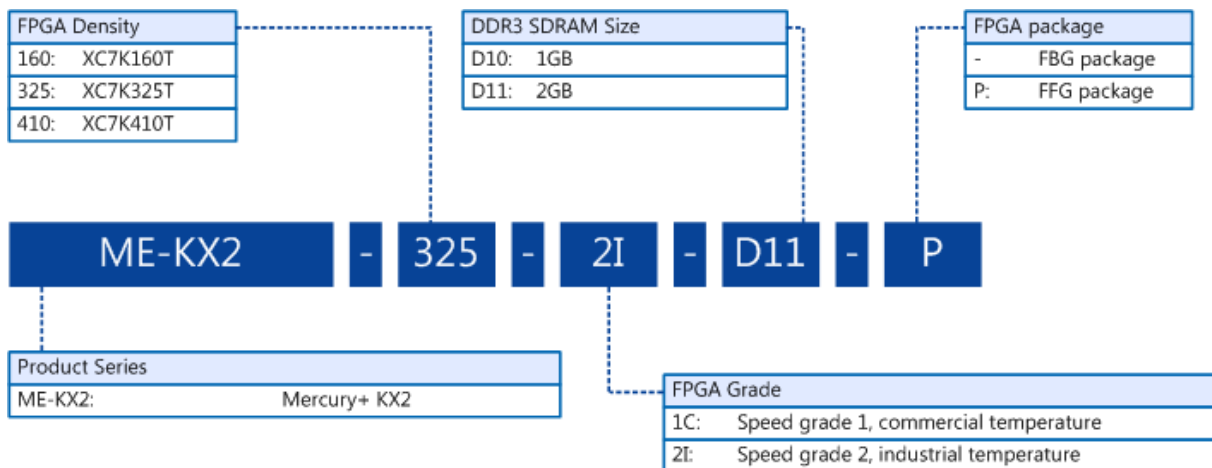 FPGA Density
160: XC7K160T
325: XC7K325T
410: XC7K410T
DDR3 SDRAM Size
D10: 1GB
D11: 2GB
FPGA package
- FBG package
P: FFG package
ME-KX2 - 325 - 2I - D11 - P
Product Series
ME-KX2: Mercury+ KX2
FPGA Grade
1C: Speed grade 1, commercial temperature
2I: Speed grade 2, industrial temperature